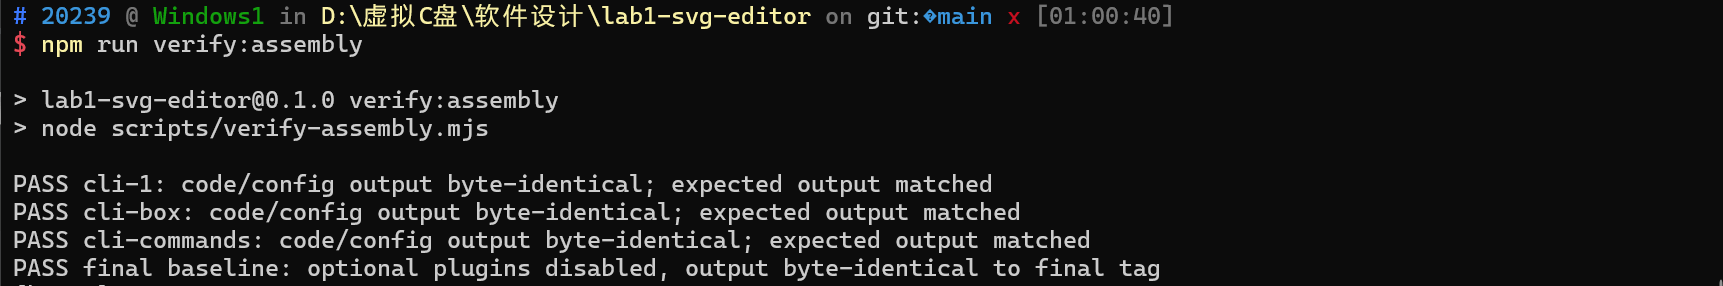 # 20239 @ Windows1 in D:\虚拟C盘\软件设计\lab1-svg-editor on git:�main x [01:00:40]
$ npm run verify:assembly
> lab1-svg-editor@0.1.0 verify:assembly
> node scripts/verify-assembly.mjs
PASS cli-1: code/config output byte-identical; expected output matched
PASS cli-box: code/config output byte-identical; expected output matched
PASS cli-commands: code/config output byte-identical; expected output matched
PASS final baseline: optional plugins disabled, output byte-identical to final tag